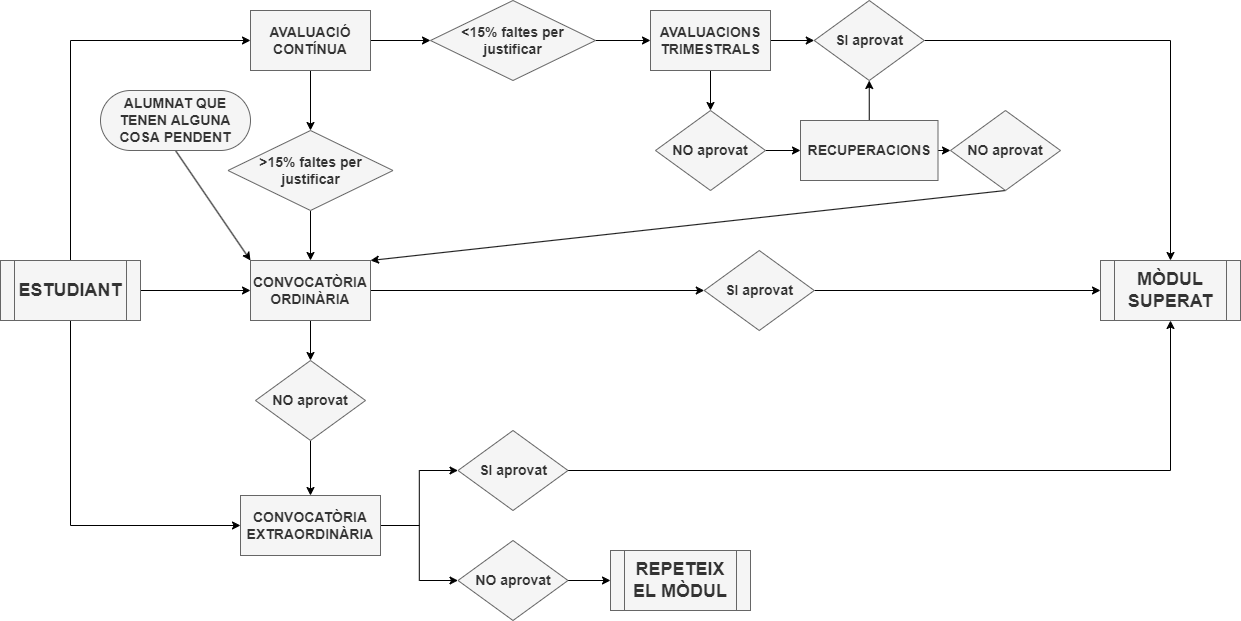 AVALUACIÓ
CONTÍNUA
<15% faltes per
justificar
AVALUACIONS
TRIMESTRALS
SI aprovat
ALUMNAT QUE
TENEN ALGUNA
COSA PENDENT
>15% faltes per
justificar
NO aprovat
RECUPERACIONS
NO aprovat
ESTUDIANT
CONVOCATÒRIA
ORDINÀRIA
SI aprovat
MÒDUL
SUPERAT
NO aprovat
SI aprovat
CONVOCATÒRIA
EXTRAORDINÀRIA
NO aprovat
REPETEIX
EL MÒDUL